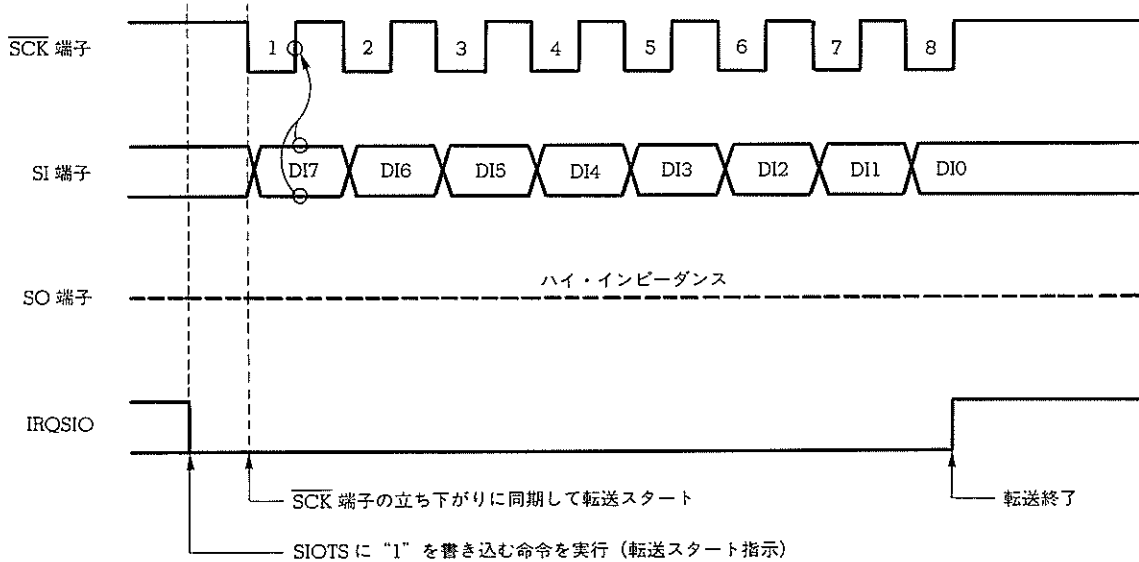 SCK 端子
1 2 3 4 5 6 7 8
SI 端子
DI7 DI6 DI5 DI4 DI3 DI2 DI1 DI0
SO 端子
ハイ・インピーダンス
IRQSIO
SCK 端子の立ち下がりに同期して転送スタート
転送終了
SIOTS に “1” を書き込む命令を実行（転送スタート指示）